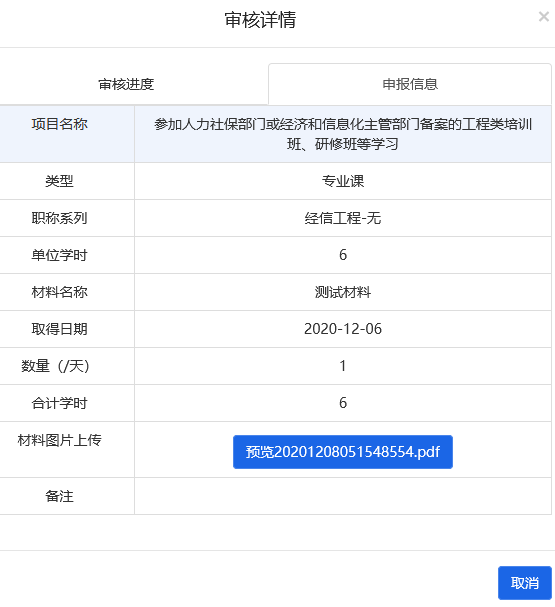 审核详情
×
审核进度
申报信息
项目名称
参加人力社保部门或经济和信息化主管部门备案的工程类培训
班、研修班等学习
类型
专业课
职称系列
经信工程-无
单位学时
6
材料名称
测试材料
取得日期
2020-12-06
数量（/天）
1
合计学时
6
材料图片上传
预览20201208051548554.pdf
备注
取消